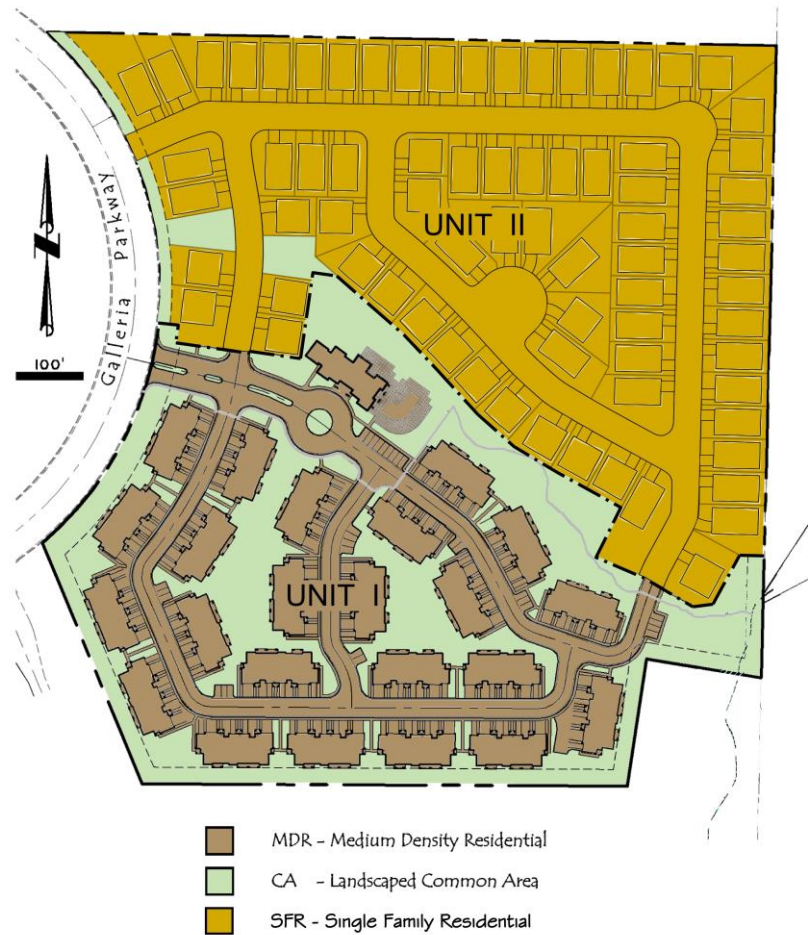 UNIT II
Galleria Parkway
N
100'
UNIT I
MDR - Medium Density Residential
CA - Landscaped Common Area
SFR - Single Family Residential